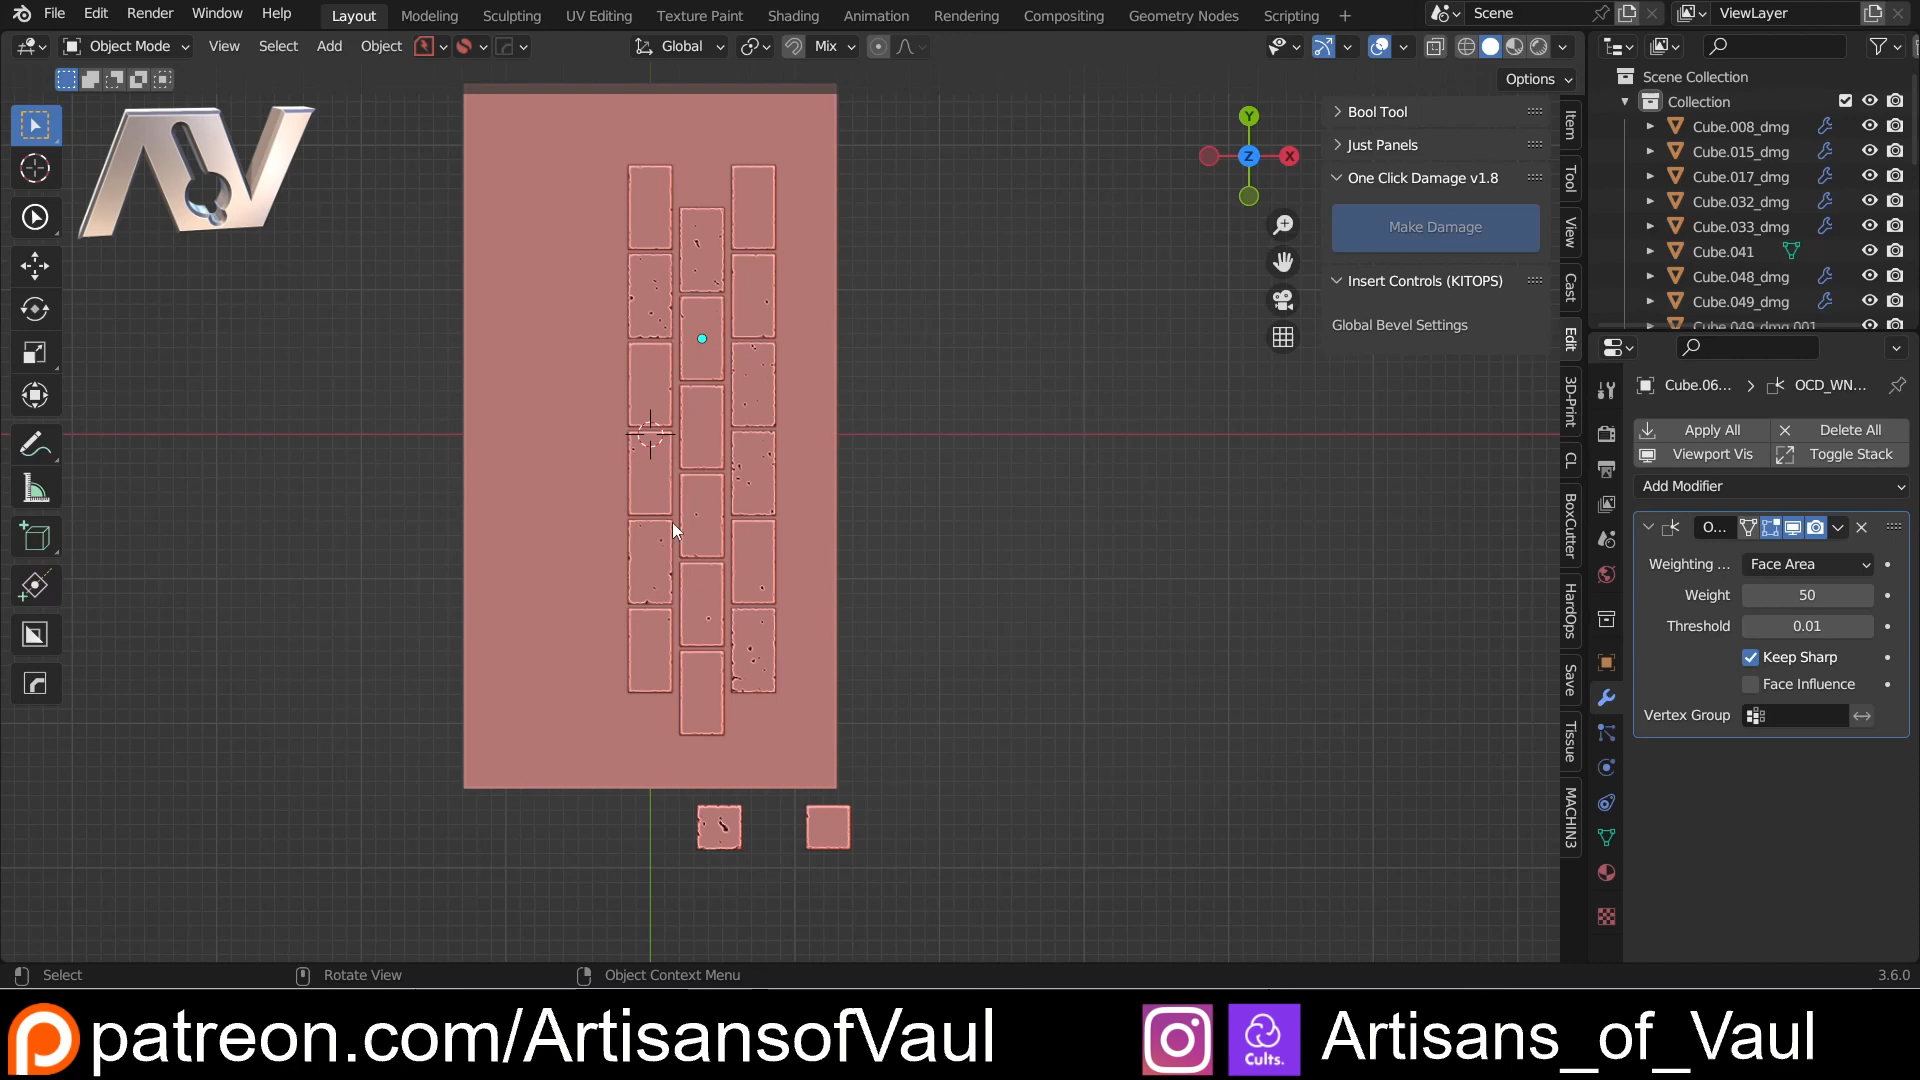 File Edit Render Window Help Layout Modeling Sculpting UV Editing Texture Paint Shading Animation Rendering Compositing Geometry Nodes Scripting + Scene ViewLayer
Object Mode View Select Add Object Global Mix
Options
AV
Scene Collection
Collection
Cube.008_dmg
Cube.015_dmg
Cube.017_dmg
Cube.032_dmg
Cube.033_dmg
Cube.041
Cube.048_dmg
Cube.049_dmg
Cube.049_dmg.001
Y
Z X
Bool Tool
Just Panels
One Click Damage v1.8
Make Damage
Insert Controls (KITOPS)
Global Bevel Settings
Item
Tool
View
Cast
Edit
3D-Print
CL
BoxCutter
HardOps
Save
Tissue
MACHIN3
Cube.06... OCD_WN...
Apply All Delete All
Viewport Vis Toggle Stack
Add Modifier
O...
Weighting ... Face Area
Weight 50
Threshold 0.01
Keep Sharp
Face Influence
Vertex Group
Select Rotate View Object Context Menu 3.6.0
patreon.com/ArtisansofVaul Cults. Artisans_of_Vaul